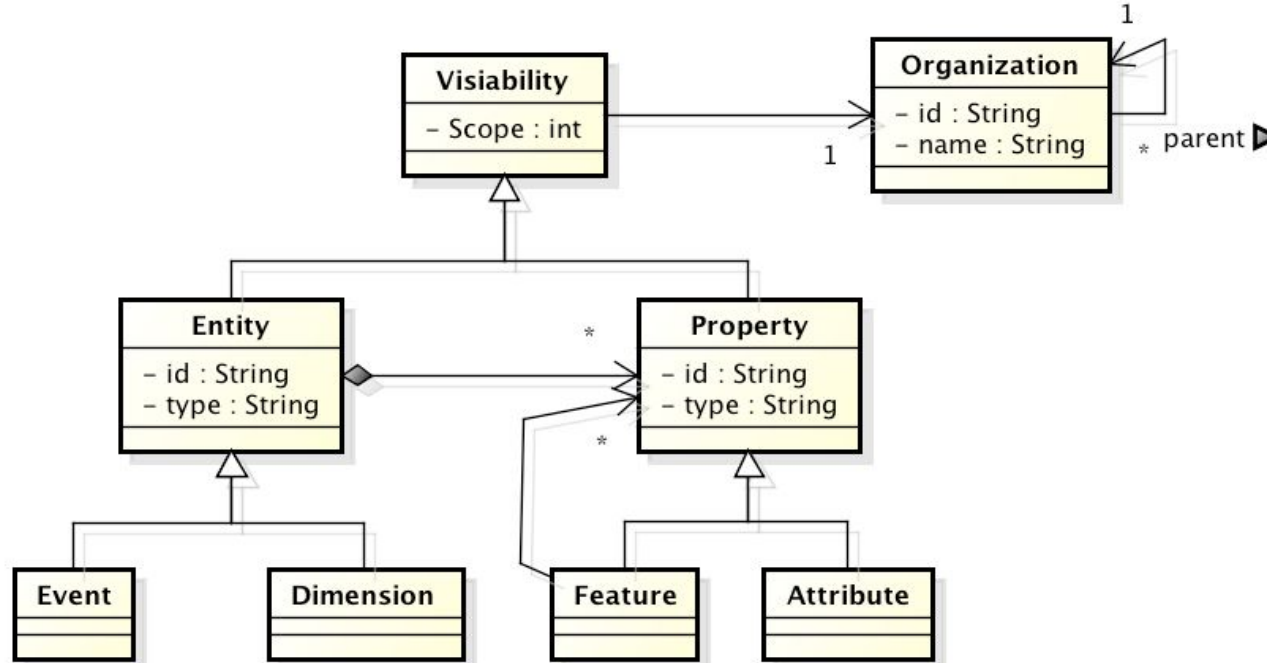 1
Visiability
- Scope : int
Organization
- id : String
- name : String
1
* parent
Entity
- id : String
- type : String
*
Property
- id : String
- type : String
*
Event
Dimension
Feature
Attribute